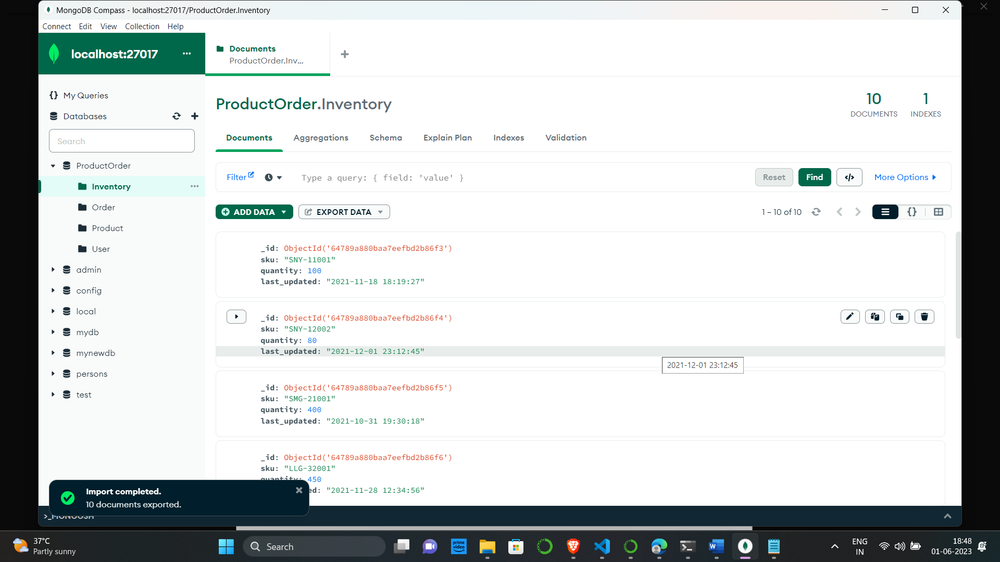 MongoDB Compass - localhost:27017/ProductOrder.Inventory
Connect Edit View Collection Help
localhost:27017
Documents
ProductOrder.Inv...
My Queries
Databases
Search
ProductOrder
Inventory
Order
Product
User
admin
config
local
mydb
mynewdb
persons
test
ProductOrder.Inventory
10
DOCUMENTS
1
INDEXES
Documents Aggregations Schema Explain Plan Indexes Validation
Filter Type a query: { field: 'value' } Reset Find </> More Options
ADD DATA EXPORT DATA 1 – 10 of 10 {}
_id: ObjectId('64789a880baa7eefbd2b86f3')
sku: "SNY-11001"
quantity: 100
last_updated: "2021-11-18 18:19:27"
_id: ObjectId('64789a880baa7eefbd2b86f4')
sku: "SNY-12002"
quantity: 80
last_updated: "2021-12-01 23:12:45"
2021-12-01 23:12:45
_id: ObjectId('64789a880baa7eefbd2b86f5')
sku: "SMG-21001"
quantity: 400
last_updated: "2021-10-31 19:30:18"
_id: ObjectId('64789a880baa7eefbd2b86f6')
sku: "LLG-32001"
quantity: 450
ed: "2021-11-28 12:34:56"
Import completed.
10 documents exported.
>_MONGOSH
37°C
Partly sunny
Search
prime video
ENG
IN
18:48
01-06-2023